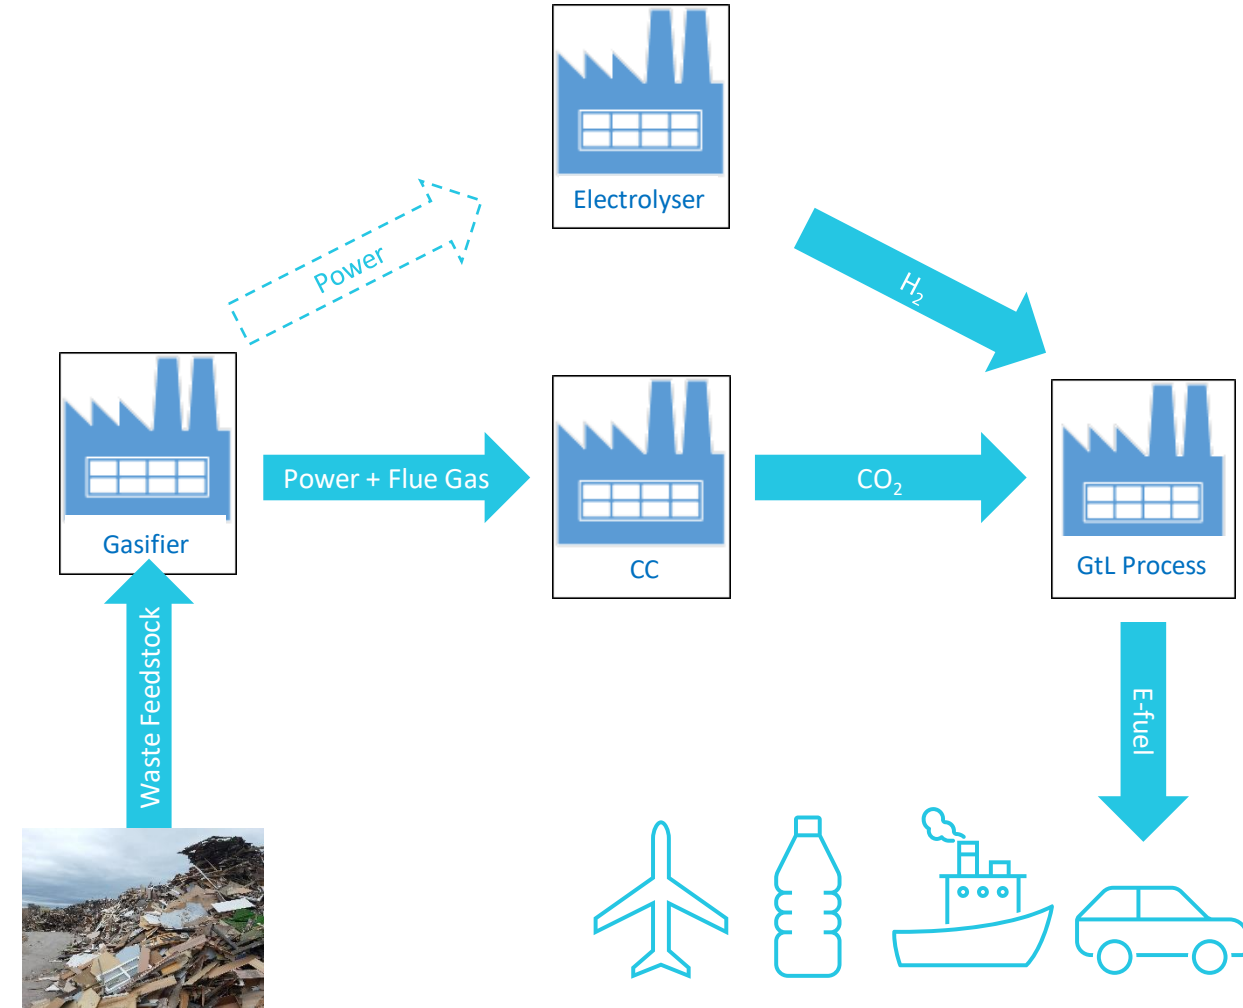 Electrolyser
Power
H₂
Power + Flue Gas
CO₂
Gasifier
CC
GtL Process
Waste Feedstock
E-fuel